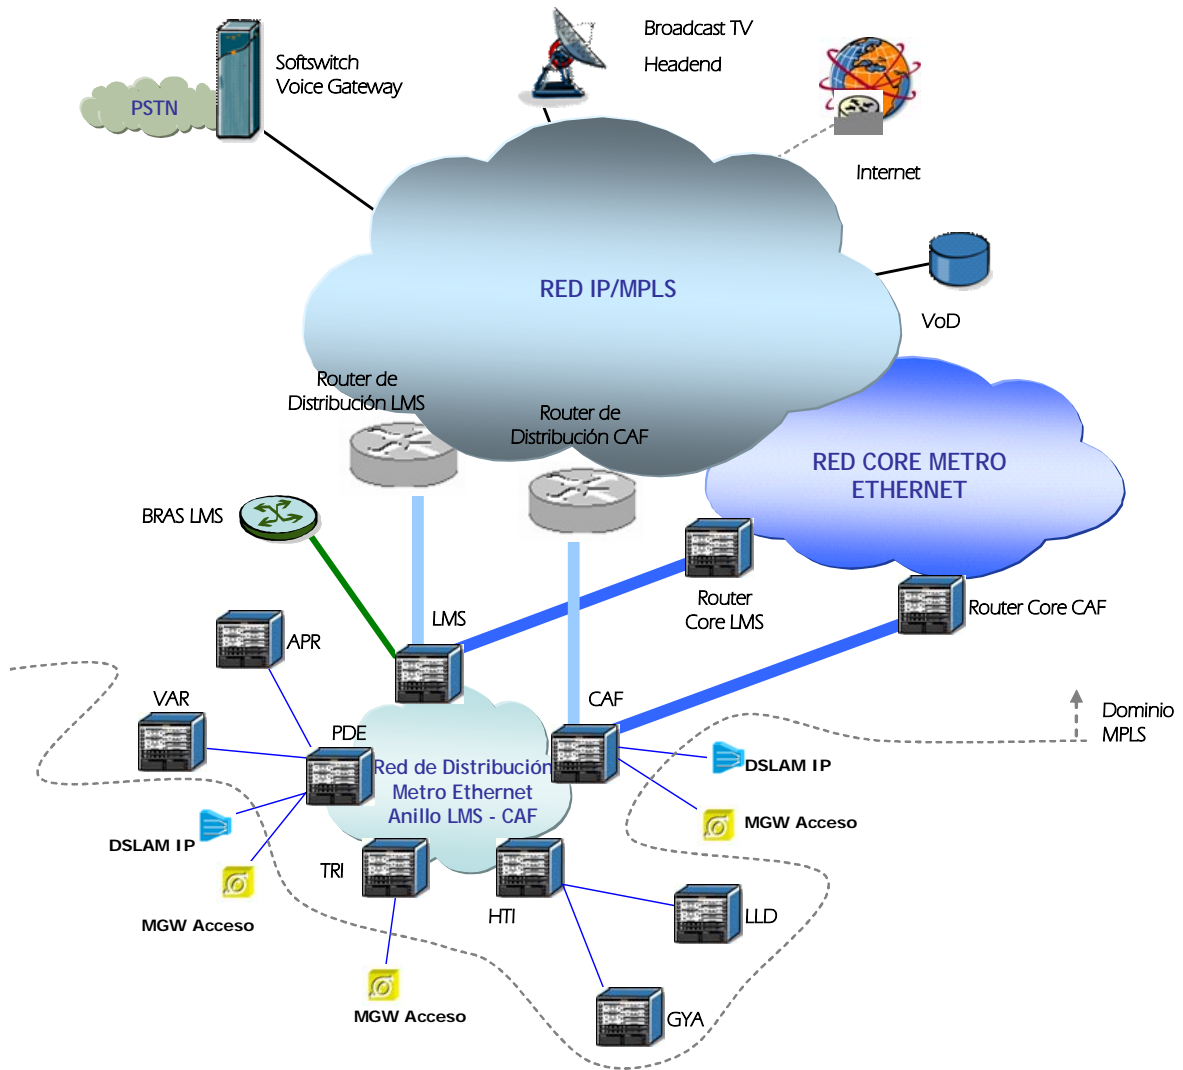 Broadcast TV
Headend
Softswitch
Voice Gateway
PSTN
Internet
RED IP/MPLS
VoD
Router de
Distribución LMS
Router de
Distribución CAF
RED CORE METRO
ETHERNET
BRAS LMS
Router
Core LMS
Router Core CAF
LMS
APR
VAR
CAF
PDE
Dominio
MPLS
Red de Distribución
Metro Ethernet
Anillo LMS - CAF
DSLAM IP
MGW Acceso
DSLAM IP
TRI
MGW Acceso
HTI
LLD
MGW Acceso
GYA